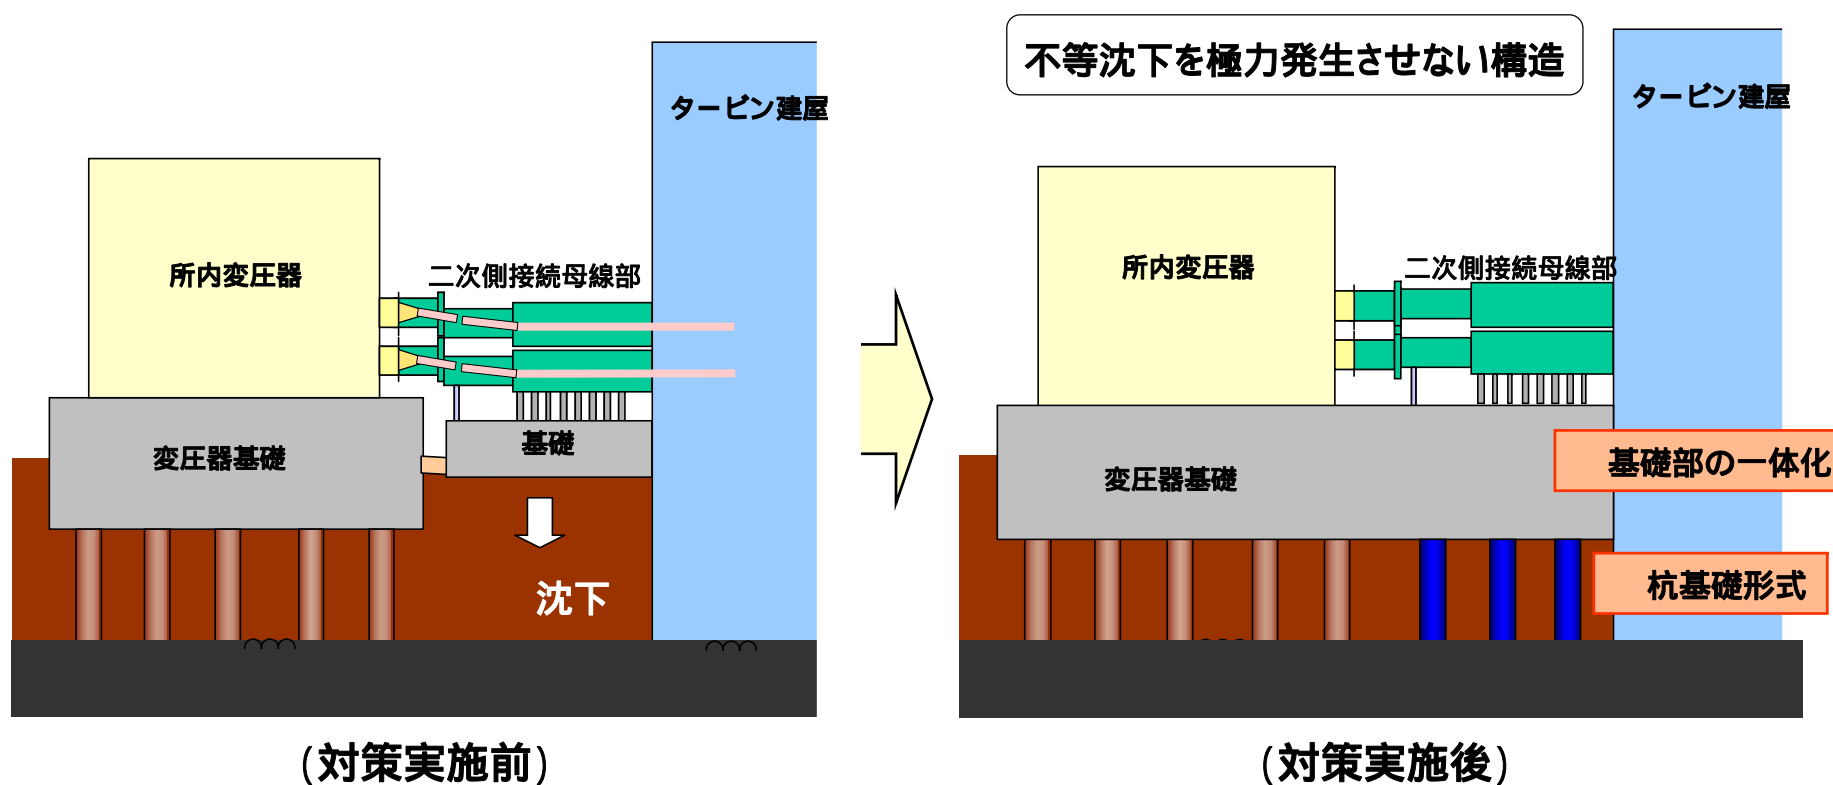 タービン建屋
所内変圧器
二次側接続母線部
変圧器基礎
基礎
沈下
(対策実施前)
不等沈下を極力発生させない構造
タービン建屋
所内変圧器
二次側接続母線部
変圧器基礎
基礎部の一体化
杭基礎形式
(対策実施後)